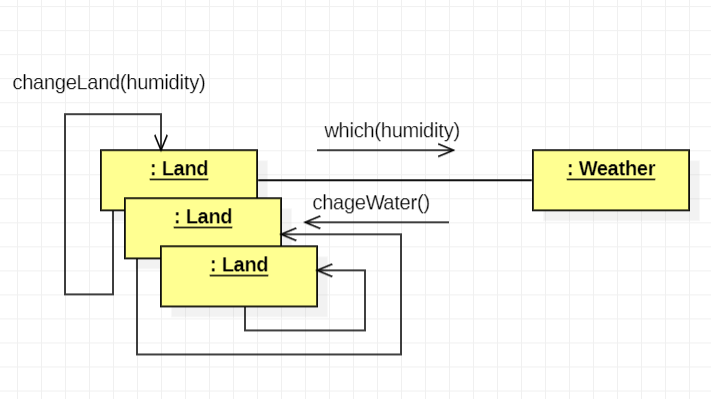 changeLand(humidity)
which(humidity)
: Land
: Weather
chageWater()
: Land
: Land